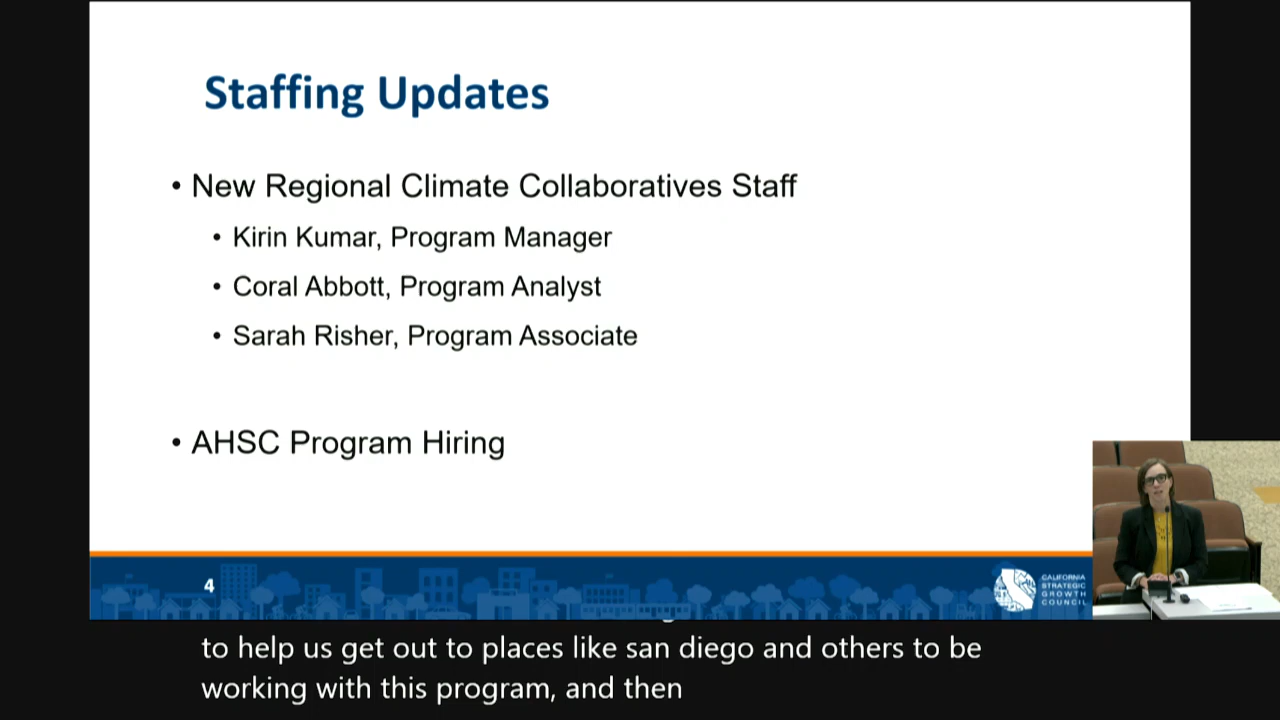 Staffing Updates
• New Regional Climate Collaboratives Staff
• Kirin Kumar, Program Manager
• Coral Abbott, Program Analyst
• Sarah Risher, Program Associate
• AHSC Program Hiring
4
CALIFORNIA
STRATEGIC
GROWTH
COUNCIL
to help us get out to places like san diego and others to be
working with this program, and then